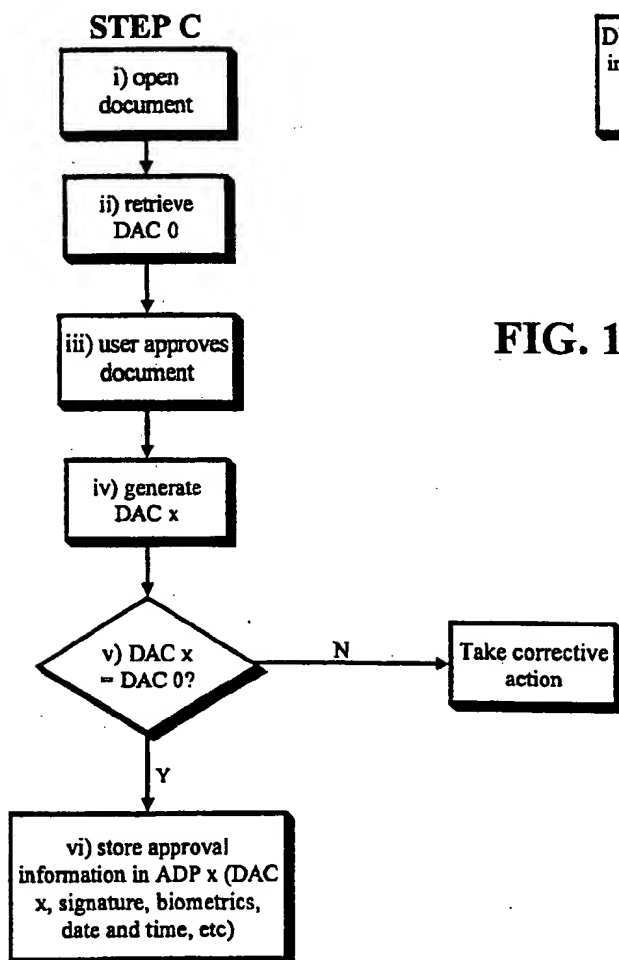 STEP C
i) open
document
ii) retrieve
DAC 0
iii) user approves
document
FIG. 1
iv) generate
DAC x
v) DAC x
= DAC 0?
N
Take corrective
action
Y
vi) store approval
information in ADP x (DAC
x, signature, biometrics,
date and time, etc)